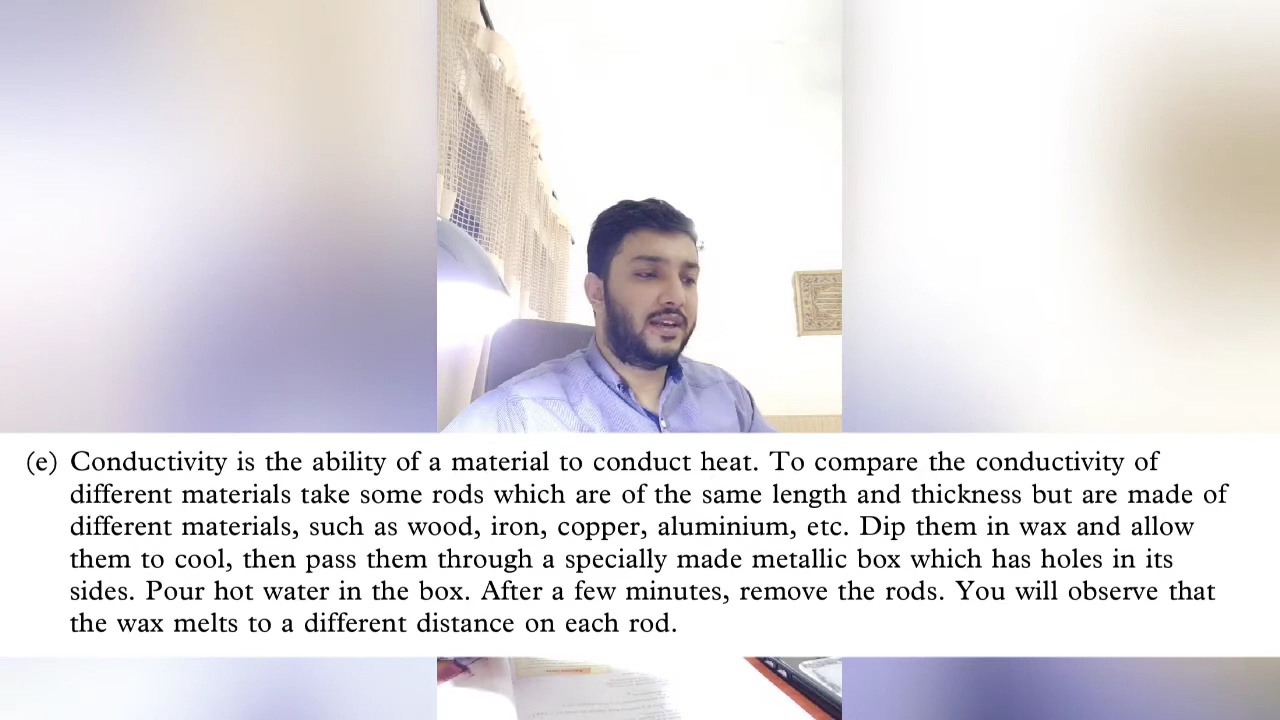 (e) Conductivity is the ability of a material to conduct heat. To compare the conductivity of
different materials take some rods which are of the same length and thickness but are made of
different materials, such as wood, iron, copper, aluminium, etc. Dip them in wax and allow
them to cool, then pass them through a specially made metallic box which has holes in its
sides. Pour hot water in the box. After a few minutes, remove the rods. You will observe that
the wax melts to a different distance on each rod.